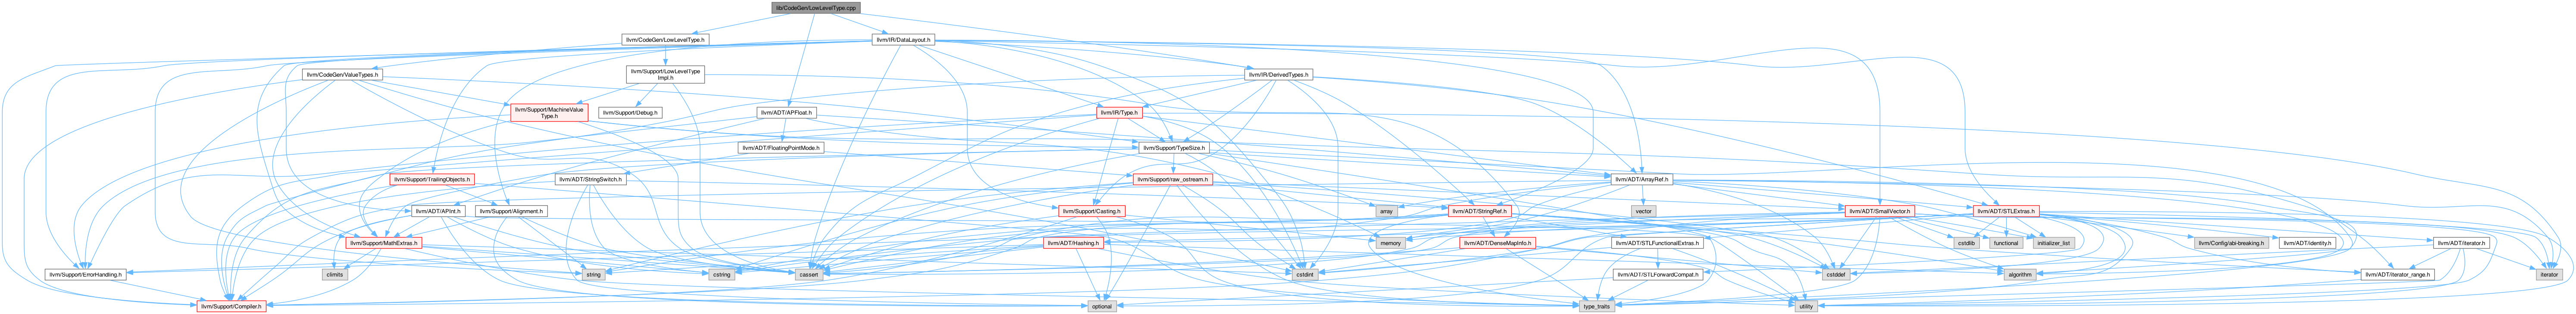 lib/CodeGen/LowLevelType.cpp
llvm/CodeGen/LowLevelType.h
llvm/IR/DataLayout.h
llvm/CodeGen/ValueTypes.h
llvm/Support/LowLevelType
Impl.h
llvm/IR/DerivedTypes.h
llvm/Support/MachineValue
Type.h
llvm/Support/Debug.h
llvm/ADT/APFloat.h
llvm/IR/Type.h
llvm/ADT/FloatingPointMode.h
llvm/Support/TypeSize.h
llvm/Support/TrailingObjects.h
llvm/ADT/StringSwitch.h
llvm/Support/raw_ostream.h
llvm/ADT/ArrayRef.h
llvm/ADT/APInt.h
llvm/Support/Alignment.h
llvm/Support/Casting.h
array
llvm/ADT/StringRef.h
vector
llvm/ADT/SmallVector.h
llvm/ADT/STLExtras.h
llvm/Support/MathExtras.h
llvm/ADT/Hashing.h
memory
llvm/ADT/DenseMapInfo.h
llvm/ADT/STLFunctionalExtras.h
cstdlib
functional
initializer_list
llvm/Config/abi-breaking.h
llvm/ADT/identity.h
llvm/ADT/iterator.h
llvm/Support/ErrorHandling.h
climits
string
cstring
cassert
cstdint
llvm/ADT/STLForwardCompat.h
cstddef
algorithm
llvm/ADT/iterator_range.h
iterator
llvm/Support/Compiler.h
optional
type_traits
utility